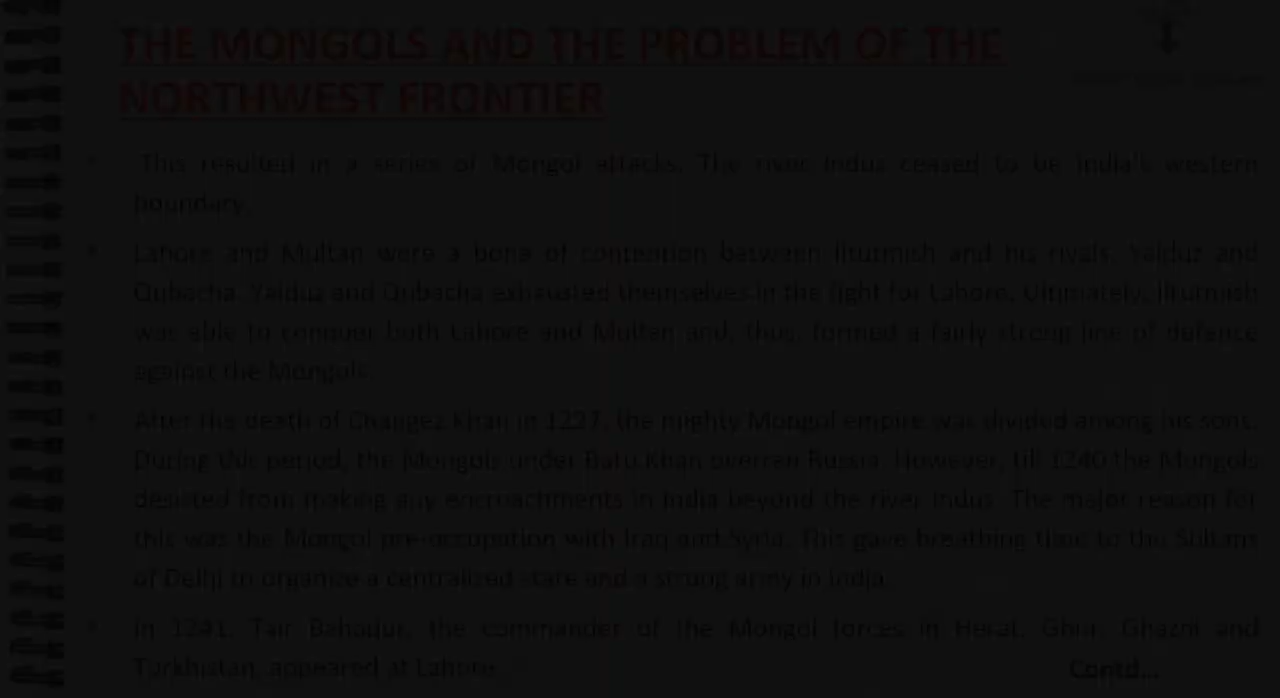 THE MONGOLS AND THE PROBLEM OF THE
NORTHWEST FRONTIER
This resulted in a series of Mongol attacks. The river Indus ceased to be India's western
boundary.
Lahore and Multan were a bone of contention between Iltutmish and his rivals, Yalduz and
Qubacha. Yalduz and Qubacha exhausted themselves in the fight for Lahore. Ultimately, Iltutmish
was able to conquer both Lahore and Multan and, thus, formed a fairly strong line of defence
against the Mongols.
After the death of Changez Khan in 1227, the mighty Mongol empire was divided among his sons.
During this period, the Mongols under Batu Khan overran Russia. However, till 1240 the Mongols
desisted from making any encroachments in India beyond the river Indus. The major reason for
this was the Mongol pre-occupation with Iraq and Syria. This gave breathing time to the Sultans
of Delhi to organize a centralized state and a strong army in India.
In 1241, Tair Bahadur, the commander of the Mongol forces in Herat, Ghur, Ghazni and
Turkhistan, appeared at Lahore.
Contd...